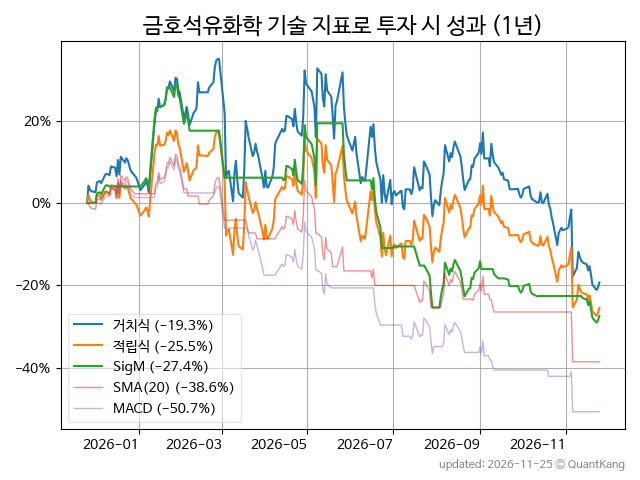 금호석유화학 기술 지표로 투자 시 성과 (1년)
20%
0%
−20%
−40%
거치식 (−19.3%)
적립식 (−25.5%)
SigM (−27.4%)
SMA(20) (−38.6%)
MACD (−50.7%)
2026-01
2026-03
2026-05
2026-07
2026-09
2026-11
updated: 2026-11-25 © QuantKang